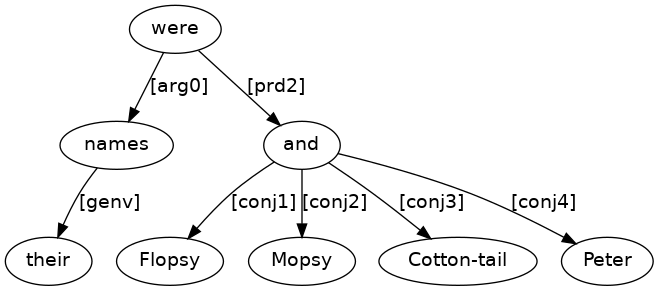 were
[arg0] [prd2]
names and
[genv] [conj1] [conj2] [conj3] [conj4]
their Flopsy Mopsy Cotton-tail Peter